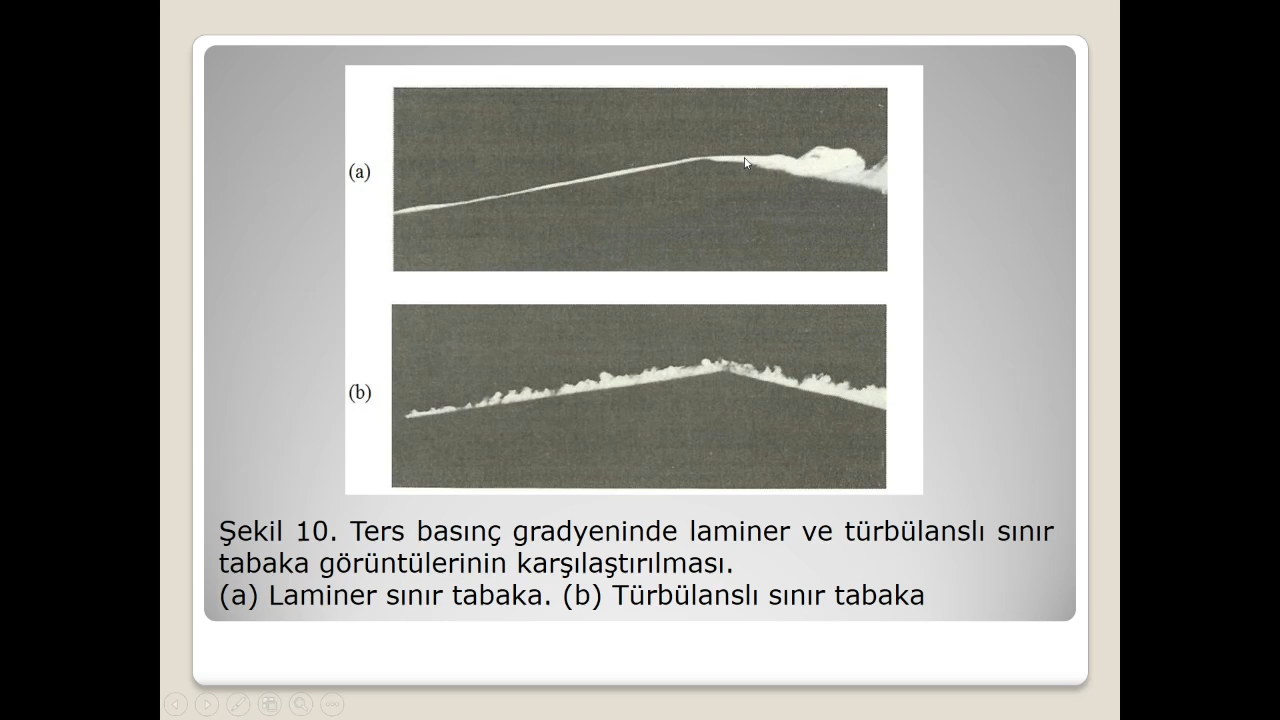 (a)
(b)
Şekil 10. Ters basınç gradyeninde laminer ve türbülanslı sınır
tabaka görüntülerinin karşılaştırılması.
(a) Laminer sınır tabaka. (b) Türbülanslı sınır tabaka